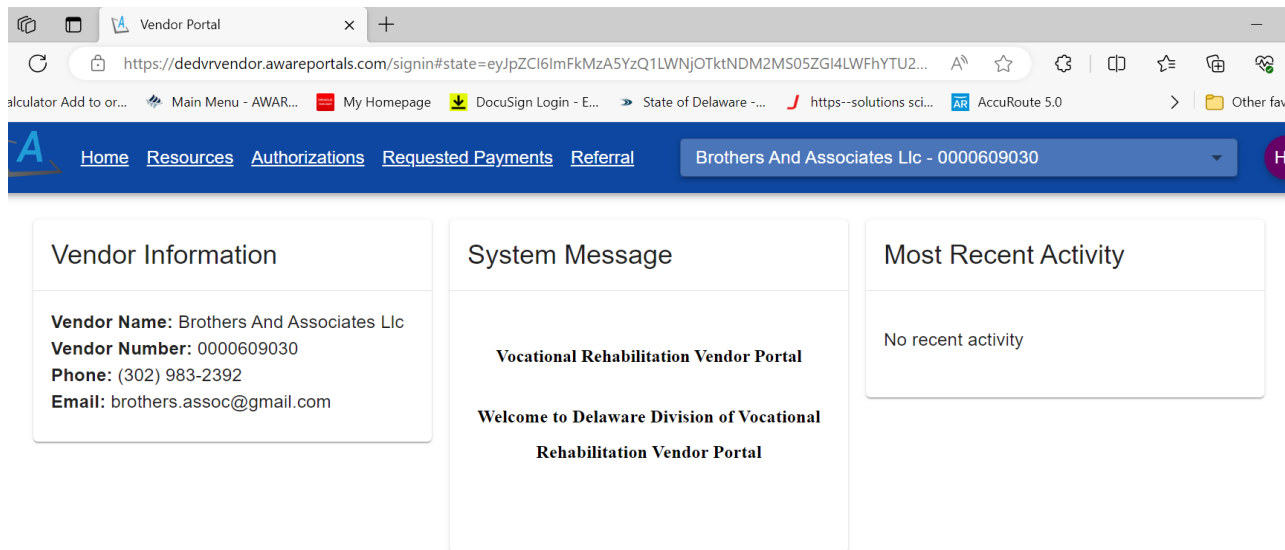 Vendor Portal
https://dedvrvendor.awareportals.com/signin#state=eyJpZCI6ImFkMzA5YzQ1LWNjOTktNDM2MS05ZGI4LWFhYTU2...
alculator Add to or... Main Menu - AWAR... My Homepage DocuSign Login - E... State of Delaware -... https--solutions sci... AR AccuRoute 5.0 Other fav
A Home Resources Authorizations Requested Payments Referral Brothers And Associates Llc - 0000609030 H
Vendor Information
Vendor Name: Brothers And Associates Llc
Vendor Number: 0000609030
Phone: (302) 983-2392
Email: brothers.assoc@gmail.com
System Message
Vocational Rehabilitation Vendor Portal
Welcome to Delaware Division of Vocational
Rehabilitation Vendor Portal
Most Recent Activity
No recent activity